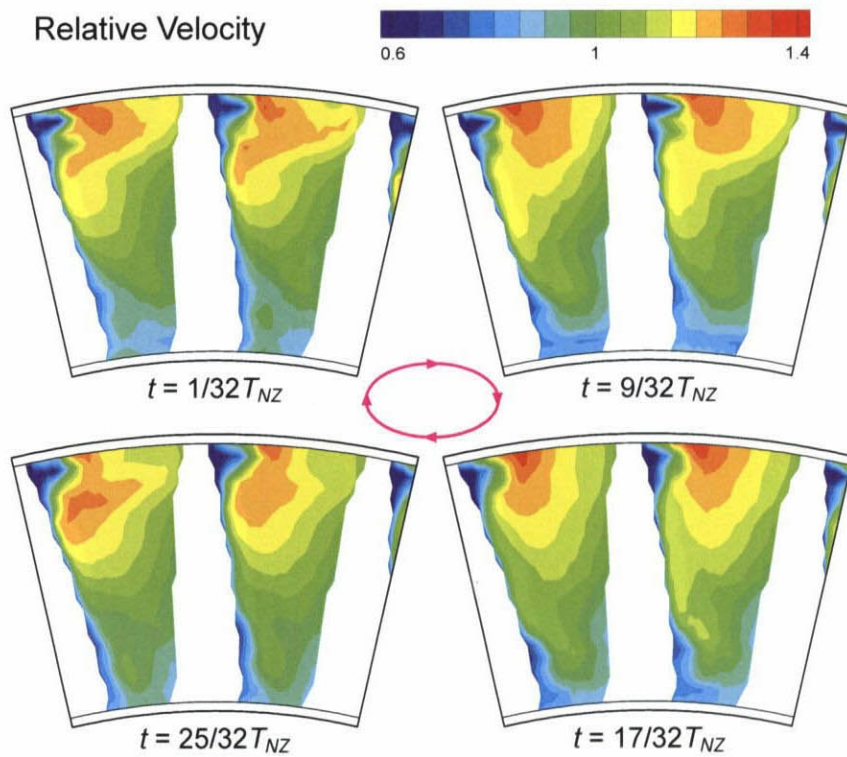 Relative Velocity
0.6 1 1.4
t = 1/32T_NZ t = 9/32T_NZ
t = 25/32T_NZ t = 17/32T_NZ